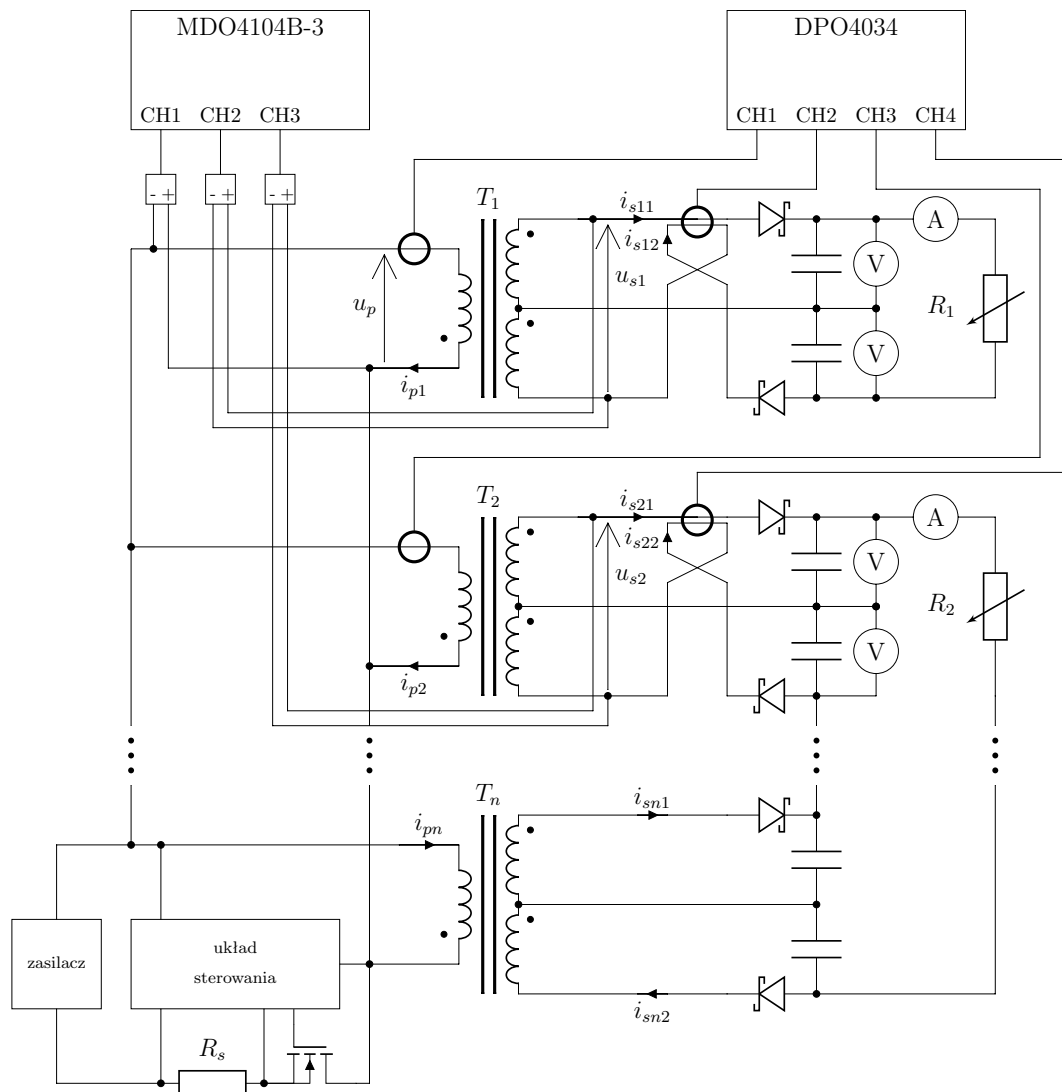 MDO4104B-3
DPO4034
CH1 CH2 CH3
CH1 CH2 CH3 CH4
- + - + - +
T1
is11
is12
us1
up
ip1
A
V
V
R1
T2
is21
is22
us2
ip2
A
V
V
R2
Tn
isn1
ipn
isn2
zasilacz
układ
sterowania
Rs